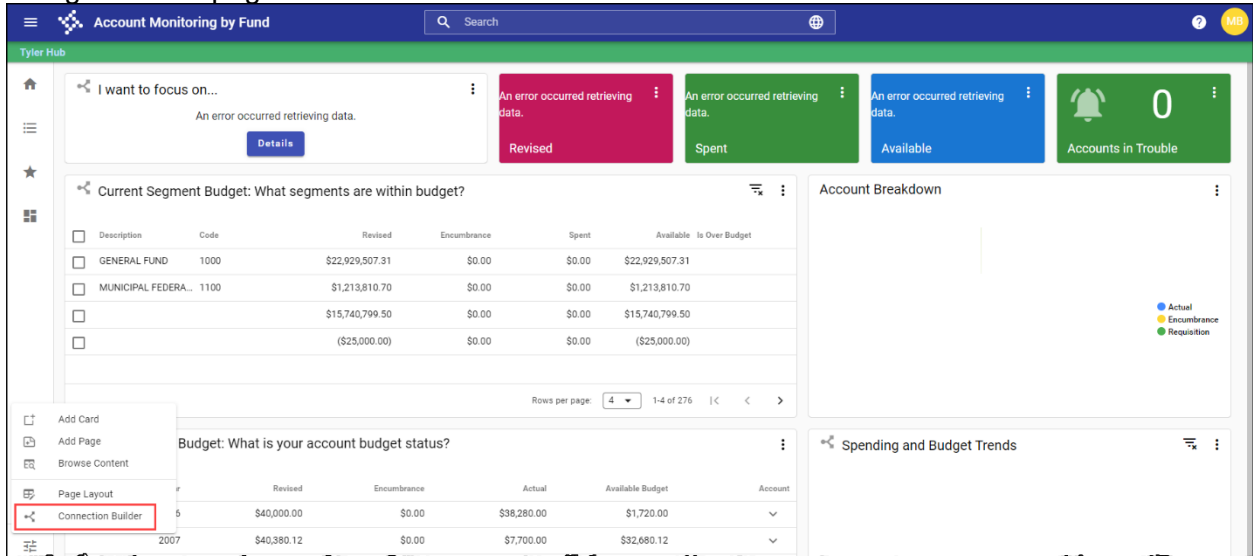 Account Monitoring by Fund
Search
?
MB
Tyler Hub
I want to focus on...
An error occurred retrieving data.
Details
An error occurred retrieving data.
Revised
An error occurred retrieving data.
Spent
An error occurred retrieving data.
Available
0
Accounts in Trouble
Current Segment Budget: What segments are within budget?
Description Code Revised Encumbrance Spent Available Is Over Budget
GENERAL FUND 1000 $22,929,507.31 $0.00 $0.00 $22,929,507.31
MUNICIPAL FEDERA... 1100 $1,213,810.70 $0.00 $0.00 $1,213,810.70
$15,740,799.50 $0.00 $0.00 $15,740,799.50
($25,000.00) $0.00 $0.00 ($25,000.00)
Rows per page: 4 1-4 of 276
Account Breakdown
Actual
Encumbrance
Requisition
Add Card
Add Page
Browse Content
Page Layout
Connection Builder
Budget: What is your account budget status?
Revised Encumbrance Actual Available Budget Account
$40,000.00 $0.00 $38,280.00 $1,720.00
2007 $40,380.12 $0.00 $7,700.00 $32,680.12
Spending and Budget Trends